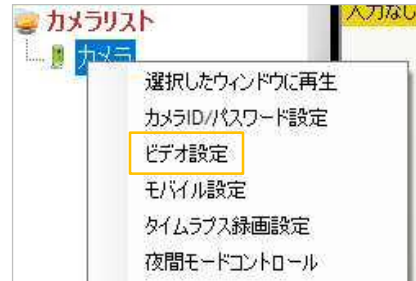 カメラリスト
入力なし
カメラ
選択したウィンドウに再生
カメラID/パスワード設定
ビデオ設定
モバイル設定
タイムラプス録画設定
夜間モードコントロール